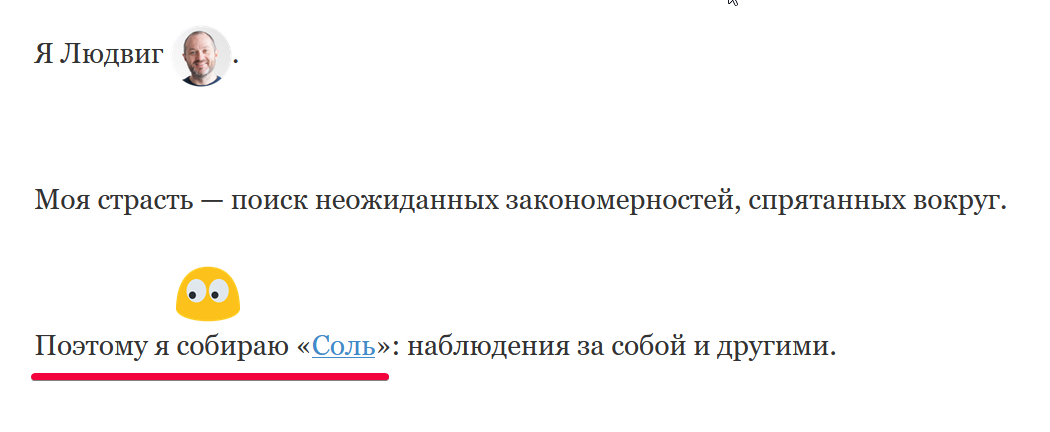 Я Людвиг .
Моя страсть — поиск неожиданных закономерностей, спрятанных вокруг.
Поэтому я собираю «Соль»: наблюдения за собой и другими.